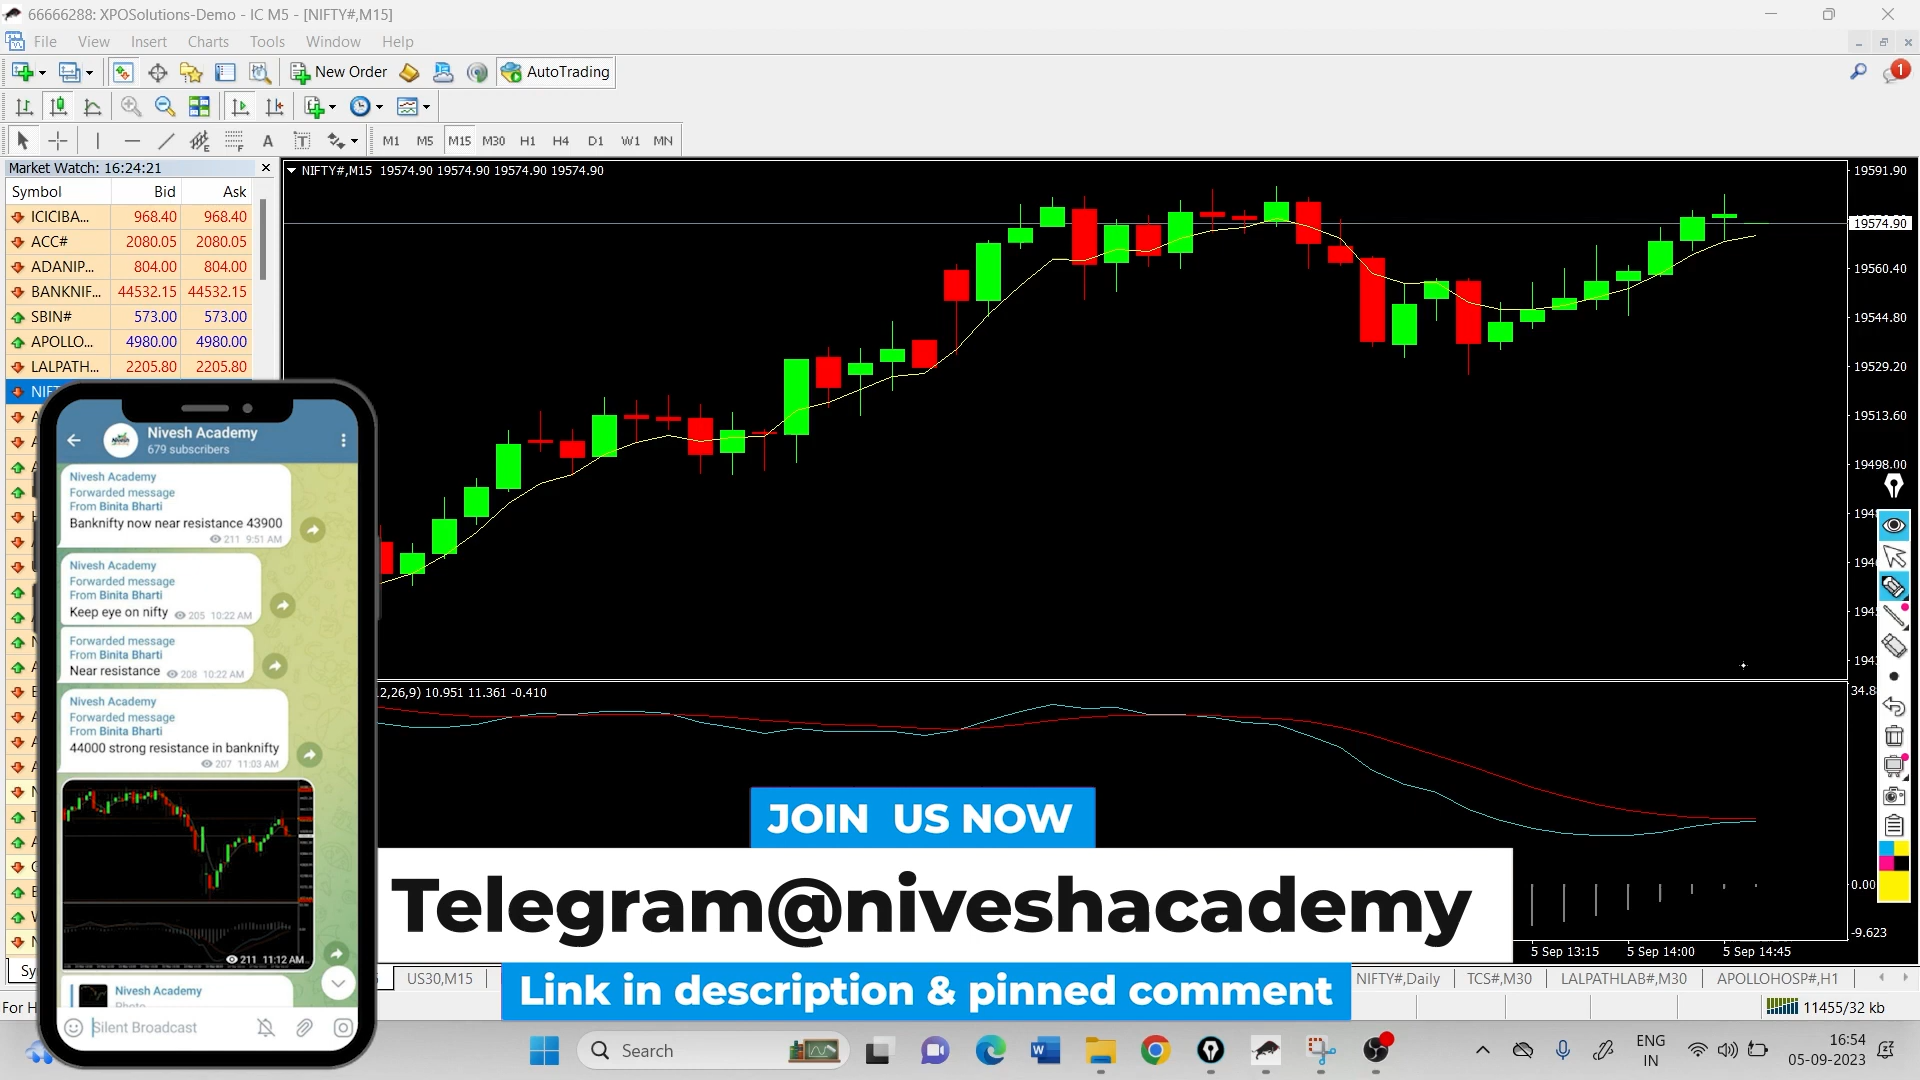 66666288: XPOSolutions-Demo - IC M5 - [NIFTY#,M15]
File View Insert Charts Tools Window Help
New Order AutoTrading 1
A T M1 M5 M15 M30 H1 H4 D1 W1 MN
Market Watch: 16:24:21
Symbol Bid Ask
ICICIBA... 968.40 968.40
ACC# 2080.05 2080.05
ADANIP... 804.00 804.00
BANKNIF... 44532.15 44532.15
SBIN# 573.00 573.00
APOLLO... 4980.00 4980.00
LALPATH... 2205.80 2205.80
NIFT
NIFTY#,M15 19574.90 19574.90 19574.90 19574.90
19591.90
19574.90
19560.40
19544.80
19529.20
19513.60
19498.00
Nivesh Academy
679 subscribers
Nivesh Academy
Forwarded message
From Binita Bharti
Banknifty now near resistance 43900
211 9:51 AM
Nivesh Academy
Forwarded message
From Binita Bharti
Keep eye on nifty 205 10:22 AM
Forwarded message
From Binita Bharti
Near resistance 208 10:22 AM
Nivesh Academy
Forwarded message
From Binita Bharti
44000 strong resistance in banknifty
207 11:03 AM
211 11:12 AM
Nivesh Academy
Photo
Silent Broadcast
2,26,9) 10.951 11.361 -0.410
34.8
0.00
-9.623
JOIN US NOW
Telegram@niveshacademy
Link in description & pinned comment
5 Sep 13:15 5 Sep 14:00 5 Sep 14:45
Sy US30,M15 NIFTY#,Daily TCS#,M30 LALPATHLAB#,M30 APOLLOHOSP#,H1
For H 11455/32 kb
Search ENG
IN
16:54
05-09-2023